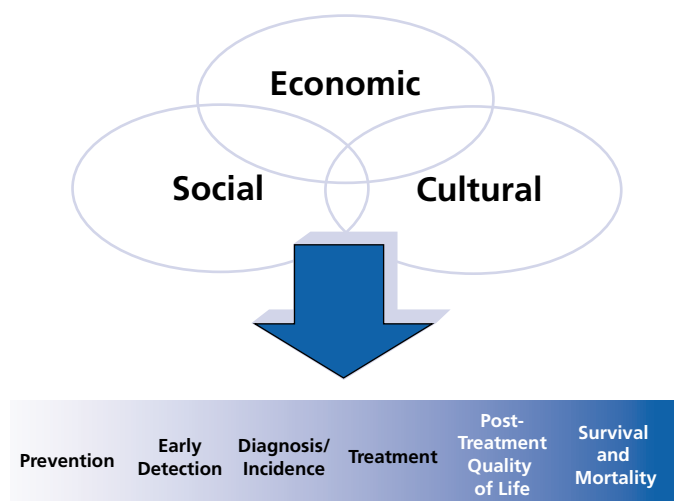 Economic
Social
Cultural
Prevention
Early
Detection
Diagnosis/
Incidence
Treatment
Post-
Treatment
Quality
of Life
Survival
and
Mortality